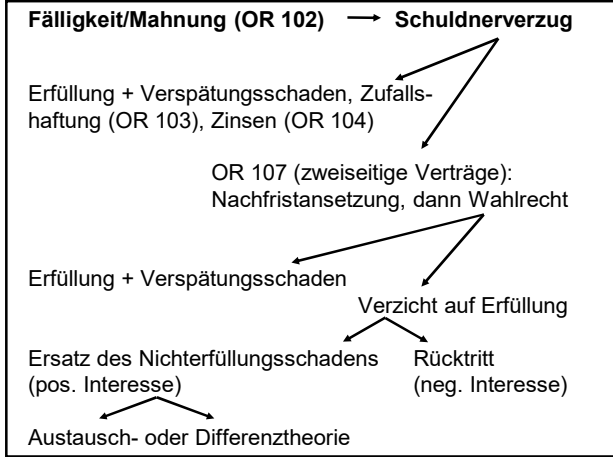 Fälligkeit/Mahnung (OR 102) → Schuldnerverzug
Erfüllung + Verspätungsschaden, Zufalls-
haftung (OR 103), Zinsen (OR 104)
OR 107 (zweiseitige Verträge):
Nachfristansetzung, dann Wahlrecht
Erfüllung + Verspätungsschaden
Verzicht auf Erfüllung
Ersatz des Nichterfüllungsschadens
(pos. Interesse)
Rücktritt
(neg. Interesse)
Austausch- oder Differenztheorie